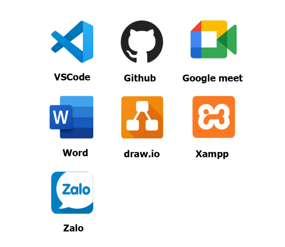 VSCode
Github
Google meet
W
Word
draw.io
Xampp
Zalo
Zalo